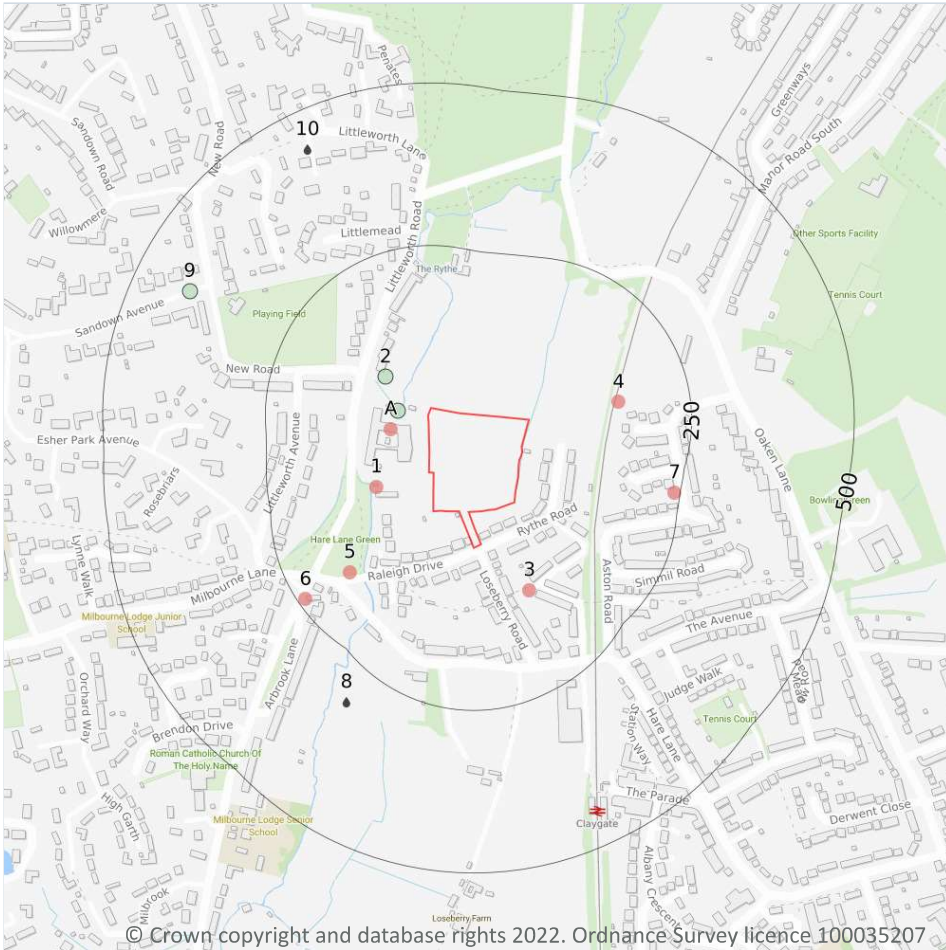 Penates
Greenways
10
Littleworth Lane
Sandown Road
New Road
Manor Road South
Willowmere
Littlemead
Littleworth Road
Other Sports Facility
The Rythe
9
Tennis Court
Sandown Avenue
Playing Field
2
New Road
4
A
250
Esher Park Avenue
Littleworth Avenue
Oaken Lane
Rosebriars
1
7
500
Bowling Green
Rythe Road
Hare Lane Green
Lynne Walk
5
Raleigh Drive
Milbourne Lane
3
Simmil Road
6
Loseberry Road
Aston Road
Milbourne Lodge Junior
School
The Avenue
Arbrook Lane
Orchard Way
8
Judge Walk
Road
Mead
Station Way
Hare Lane
Tennis Court
Brendon Drive
Roman Catholic Church Of
The Holy Name
High Garth
The Parade
Derwent Close
Milbourne Lodge Senior
School
Claygate
Albany Crescent
Milbrook
Loseberry Farm
© Crown copyright and database rights 2022. Ordnance Survey licence 100035207